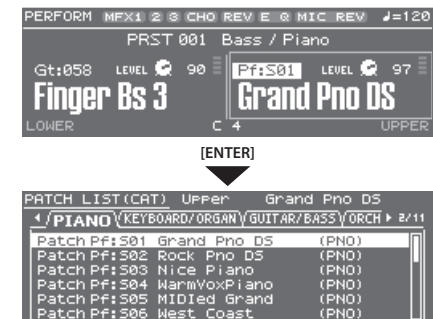 PERFORM MFX1 2 3 CHO REV E Q MIC REV ♩=120
PRST 001 Bass / Piano
Gt:058 LEVEL 90 Pf:S01 LEVEL 97
Finger Bs 3 Grand Pno DS
LOWER C 4 UPPER
[ENTER]
PATCH LIST(CAT) Upper Grand Pno DS
PIANO KEYBOARD/ORGAN GUITAR/BASS ORCH 2/11
Patch Pf:S01 Grand Pno DS (PNO)
Patch Pf:S02 Rock Pno DS (PNO)
Patch Pf:S03 Nice Piano (PNO)
Patch Pf:S04 WarmVoxPiano (PNO)
Patch Pf:S05 MIDIed Grand (PNO)
Patch Pf:S06 West Coast (PNO)